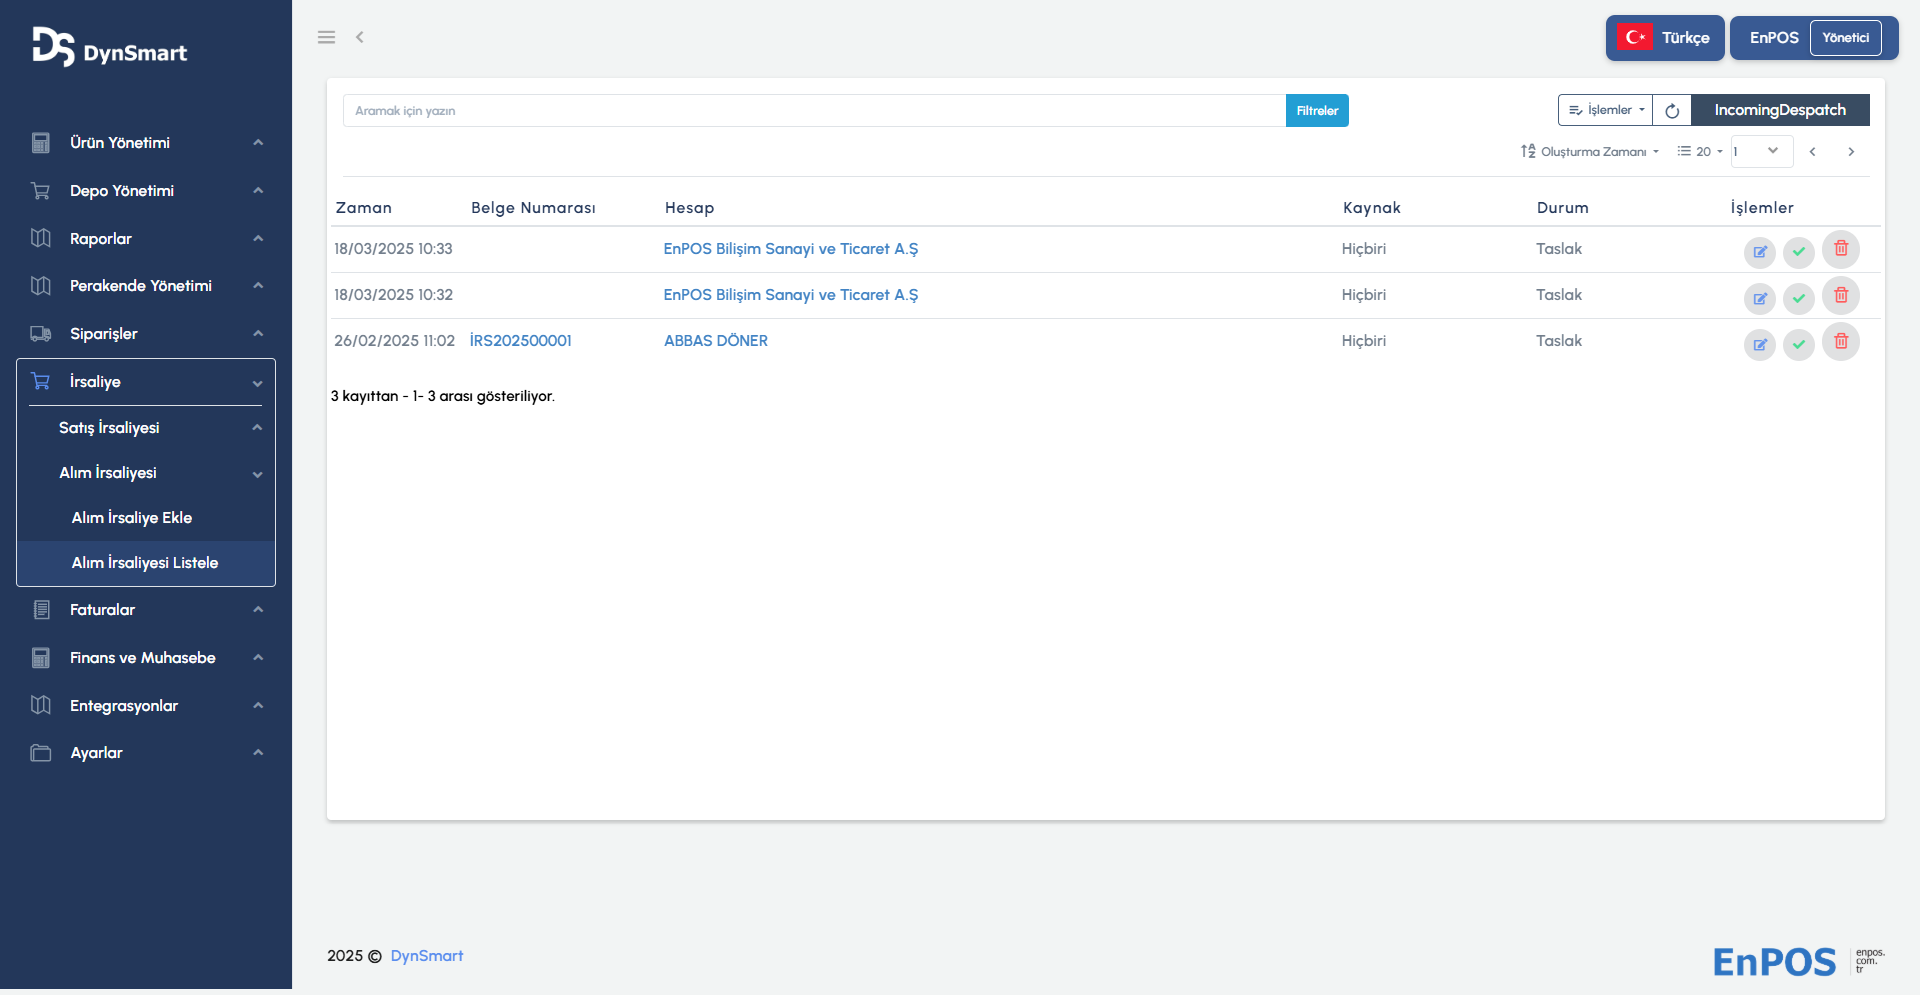 DS DynSmart
Türkçe
EnPOS Yönetici
Ürün Yönetimi
Depo Yönetimi
Raporlar
Perakende Yönetimi
Siparişler
İrsaliye
Satış İrsaliyesi
Alım İrsaliyesi
Alım İrsaliye Ekle
Alım İrsaliyesi Listele
Faturalar
Finans ve Muhasebe
Entegrasyonlar
Ayarlar
Aramak için yazın Filtreler
İşlemler IncomingDespatch
Oluşturma Zamanı 20 1
Zaman Belge Numarası Hesap Kaynak Durum İşlemler
18/03/2025 10:33 EnPOS Bilişim Sanayi ve Ticaret A.Ş Hiçbiri Taslak
18/03/2025 10:32 EnPOS Bilişim Sanayi ve Ticaret A.Ş Hiçbiri Taslak
26/02/2025 11:02 İRS202500001 ABBAS DÖNER Hiçbiri Taslak
3 kayıttan - 1- 3 arası gösteriliyor.
2025 © DynSmart
EnPOS
enpos.
com.
tr